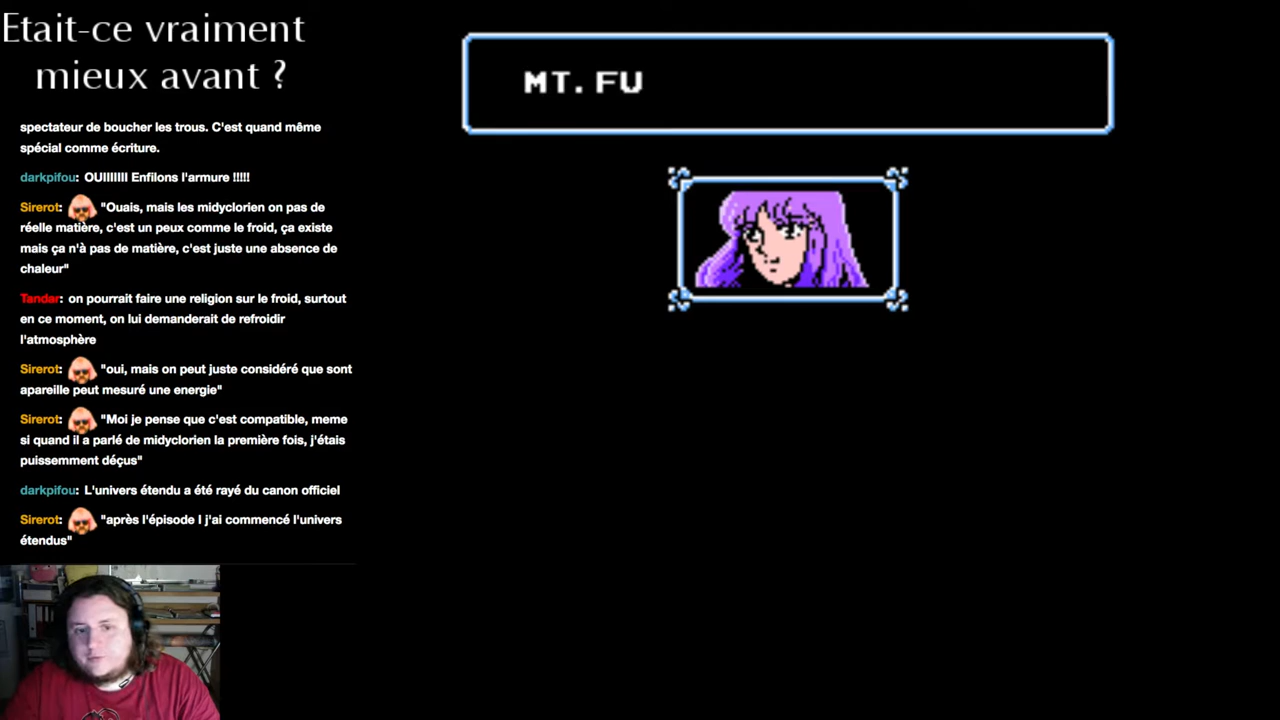 Etait-ce vraiment
mieux avant ?
spectateur de boucher les trous. C'est quand même
spécial comme écriture.
darkpifou: OUIIIIIII Enfilons l'armure !!!!!
Sirerot: "Ouais, mais les midyclorien on pas de
réelle matière, c'est un peux comme le froid, ça existe
mais ça n'à pas de matière, c'est juste une absence de
chaleur"
Tandar: on pourrait faire une religion sur le froid, surtout
en ce moment, on lui demanderait de refroidir
l'atmosphère
Sirerot: "oui, mais on peut juste considéré que sont
apareille peut mesuré une energie"
Sirerot: "Moi je pense que c'est compatible, meme
si quand il a parlé de midyclorien la première fois, j'étais
puissemment déçus"
darkpifou: L'univers étendu a été rayé du canon officiel
Sirerot: "après l'épisode I j'ai commencé l'univers
étendus"
MT. FU